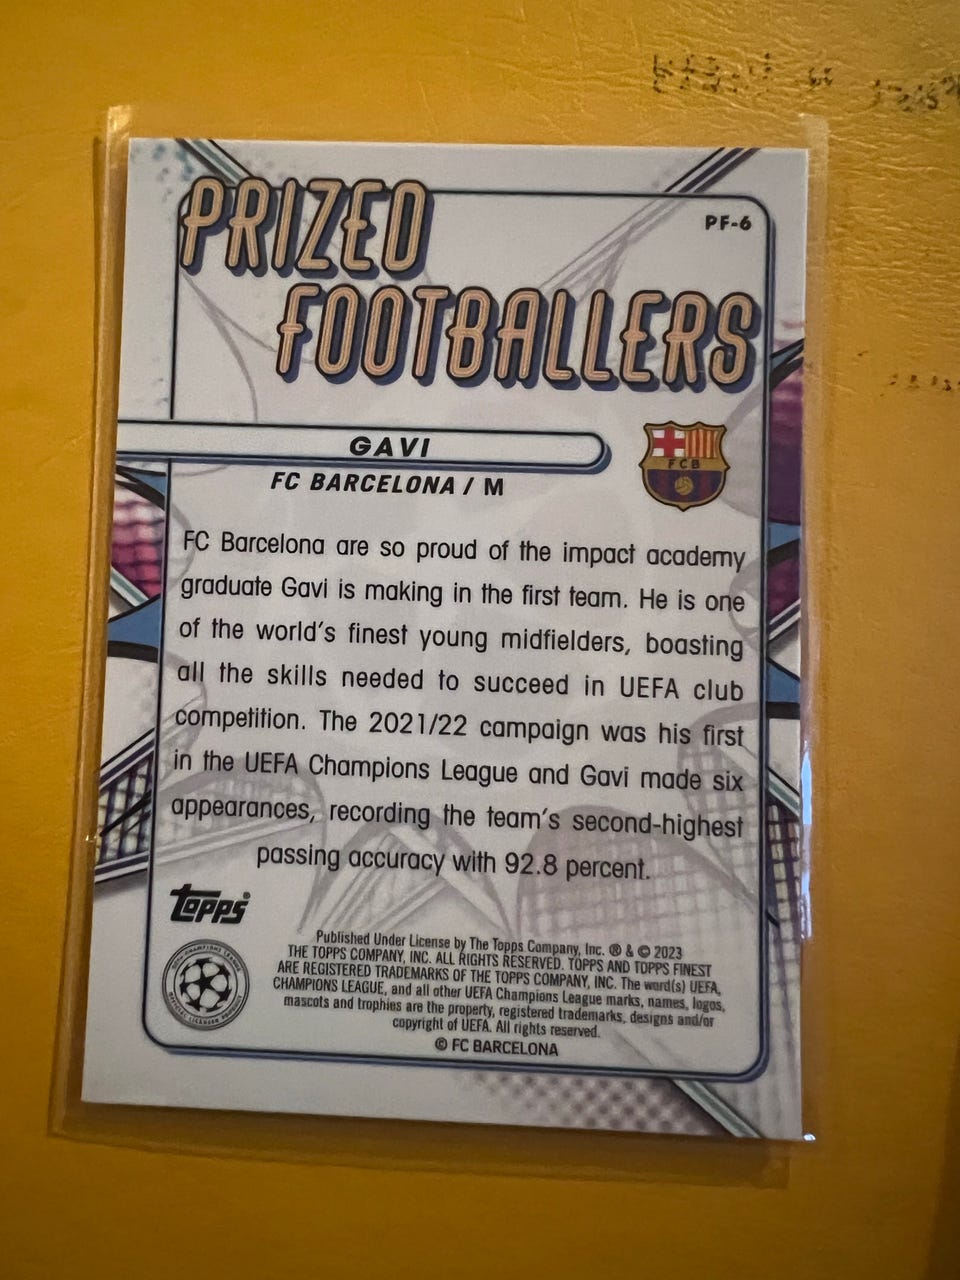 PRIZED
FOOTBALLERS
PF-6
GAVI
FCB
FC BARCELONA / M
FC Barcelona are so proud of the impact academy
graduate Gavi is making in the first team. He is one
of the world's finest young midfielders, boasting
all the skills needed to succeed in UEFA club
competition. The 2021/22 campaign was his first
in the UEFA Champions League and Gavi made six
appearances, recording the team's second-highest
passing accuracy with 92.8 percent.
Topps®
Published Under License by The Topps Company, Inc. ® & © 2023
THE TOPPS COMPANY, INC. ALL RIGHTS RESERVED. TOPPS AND TOPPS FINEST
ARE REGISTERED TRADEMARKS OF THE TOPPS COMPANY, INC. The word(s) UEFA,
CHAMPIONS LEAGUE, and all other UEFA Champions League marks, names, logos,
mascots and trophies are the property, registered trademarks, designs and/or
copyright of UEFA. All rights reserved.
© FC BARCELONA
UEFA CHAMPIONS LEAGUE
OFFICIAL LICENSED PRODUCT